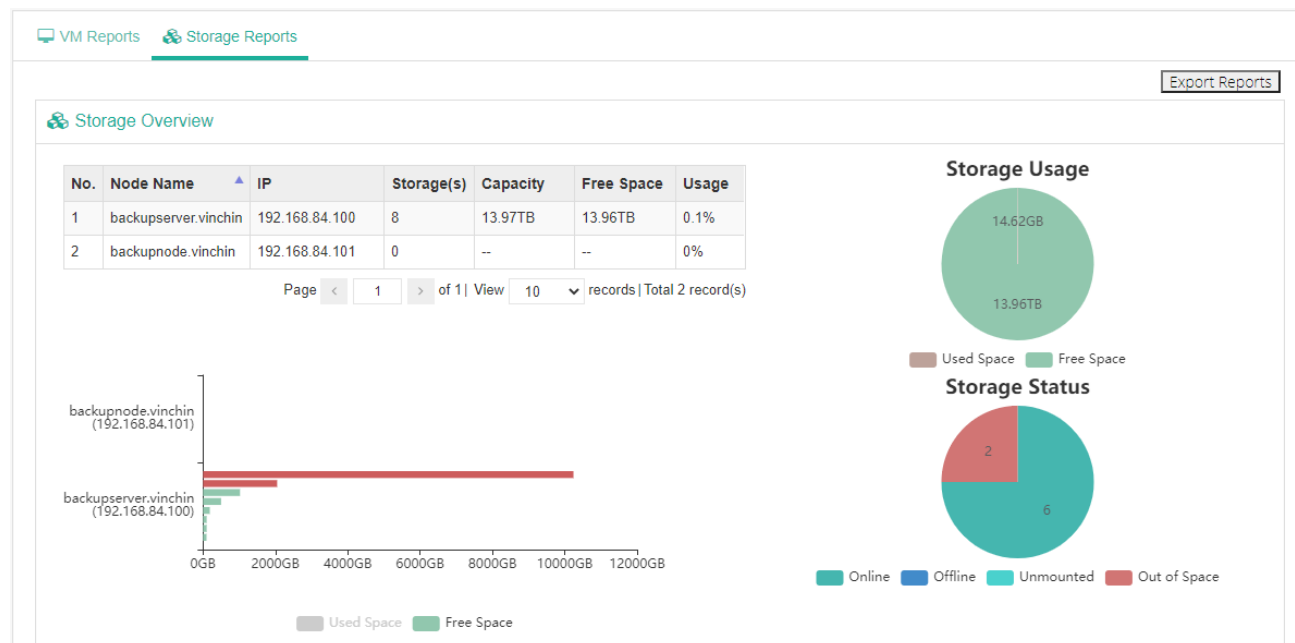 VM Reports Storage Reports
Export Reports
Storage Overview
No. Node Name IP Storage(s) Capacity Free Space Usage
1 backupserver.vinchin 192.168.84.100 8 13.97TB 13.96TB 0.1%
2 backupnode.vinchin 192.168.84.101 0 -- -- 0%
Page < 1 > of 1 | View 10 records | Total 2 record(s)
backupnode.vinchin
(192.168.84.101)
backupserver.vinchin
(192.168.84.100)
0GB 2000GB 4000GB 6000GB 8000GB 10000GB 12000GB
Used Space Free Space
Storage Usage
14.62GB
13.96TB
Used Space Free Space
Storage Status
2
6
Online Offline Unmounted Out of Space